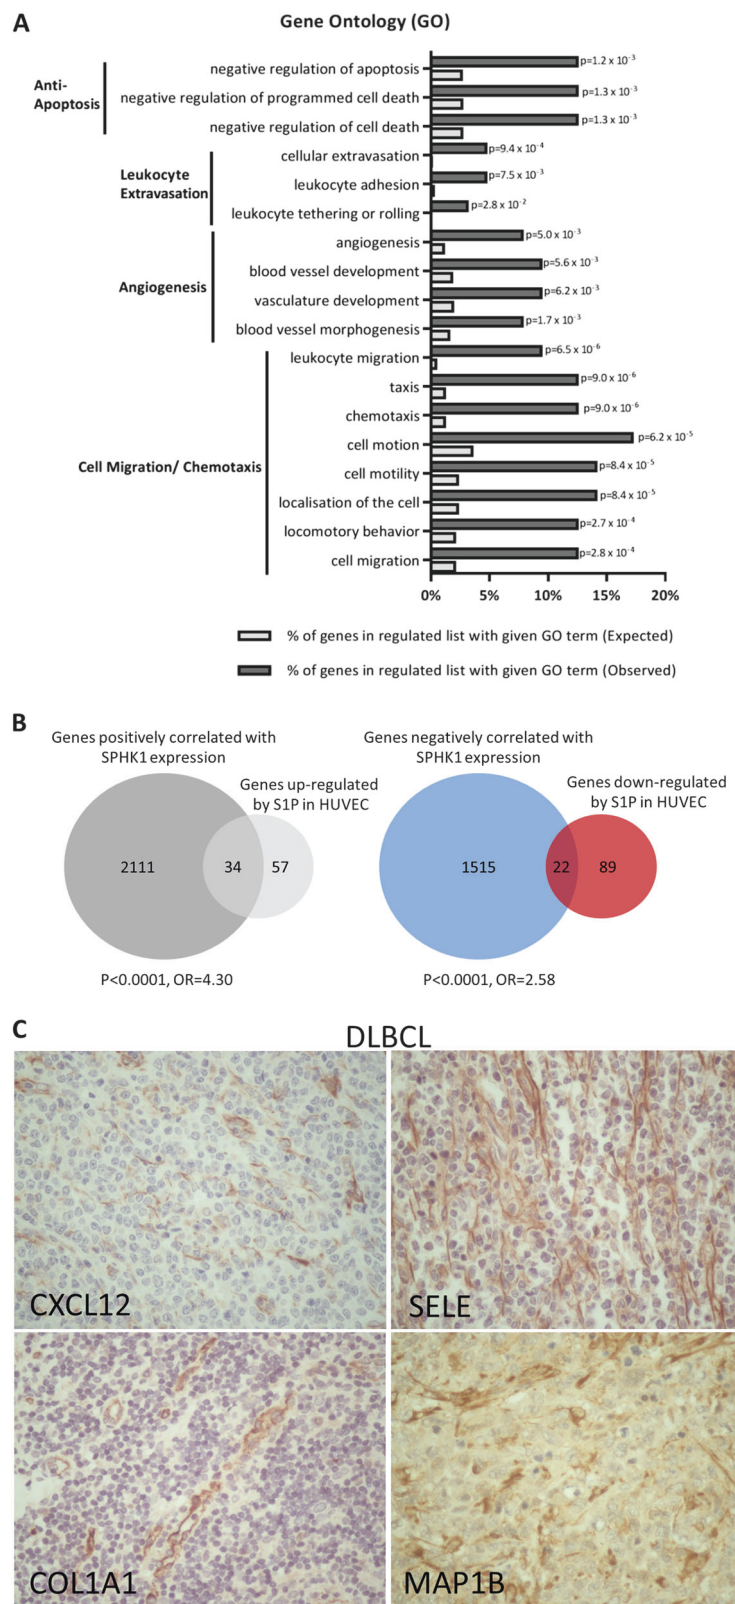 A
Gene Ontology (GO)
Anti-
Apoptosis
negative regulation of apoptosis
p=1.2 x 10⁻³
negative regulation of programmed cell death
p=1.3 x 10⁻³
negative regulation of cell death
p=1.3 x 10⁻³
Leukocyte
Extravasation
cellular extravasation
p=9.4 x 10⁻⁴
leukocyte adhesion
p=7.5 x 10⁻³
leukocyte tethering or rolling
p=2.8 x 10⁻²
Angiogenesis
angiogenesis
p=5.0 x 10⁻³
blood vessel development
p=5.6 x 10⁻³
vasculature development
p=6.2 x 10⁻³
blood vessel morphogenesis
p=1.7 x 10⁻³
Cell Migration/ Chemotaxis
leukocyte migration
p=6.5 x 10⁻⁶
taxis
p=9.0 x 10⁻⁶
chemotaxis
p=9.0 x 10⁻⁶
cell motion
p=6.2 x 10⁻⁵
cell motility
p=8.4 x 10⁻⁵
localisation of the cell
p=8.4 x 10⁻⁵
locomotory behavior
p=2.7 x 10⁻⁴
cell migration
p=2.8 x 10⁻⁴
0% 5% 10% 15% 20%
% of genes in regulated list with given GO term (Expected)
% of genes in regulated list with given GO term (Observed)
B
Genes positively correlated with
SPHK1 expression
Genes up-regulated
by S1P in HUVEC
2111 34 57
P<0.0001, OR=4.30
Genes negatively correlated with
SPHK1 expression
Genes down-regulated
by S1P in HUVEC
1515 22 89
P<0.0001, OR=2.58
C
DLBCL
CXCL12
SELE
COL1A1
MAP1B